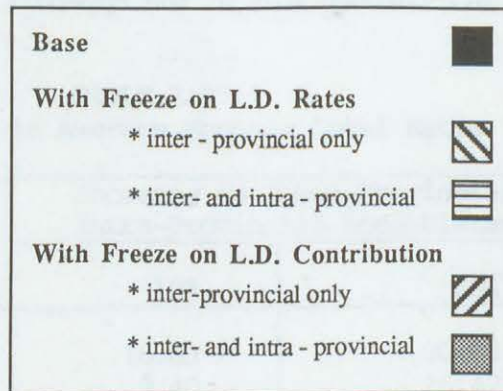 Base
With Freeze on L.D. Rates
* inter - provincial only
* inter- and intra - provincial
With Freeze on L.D. Contribution
* inter-provincial only
* inter- and intra - provincial